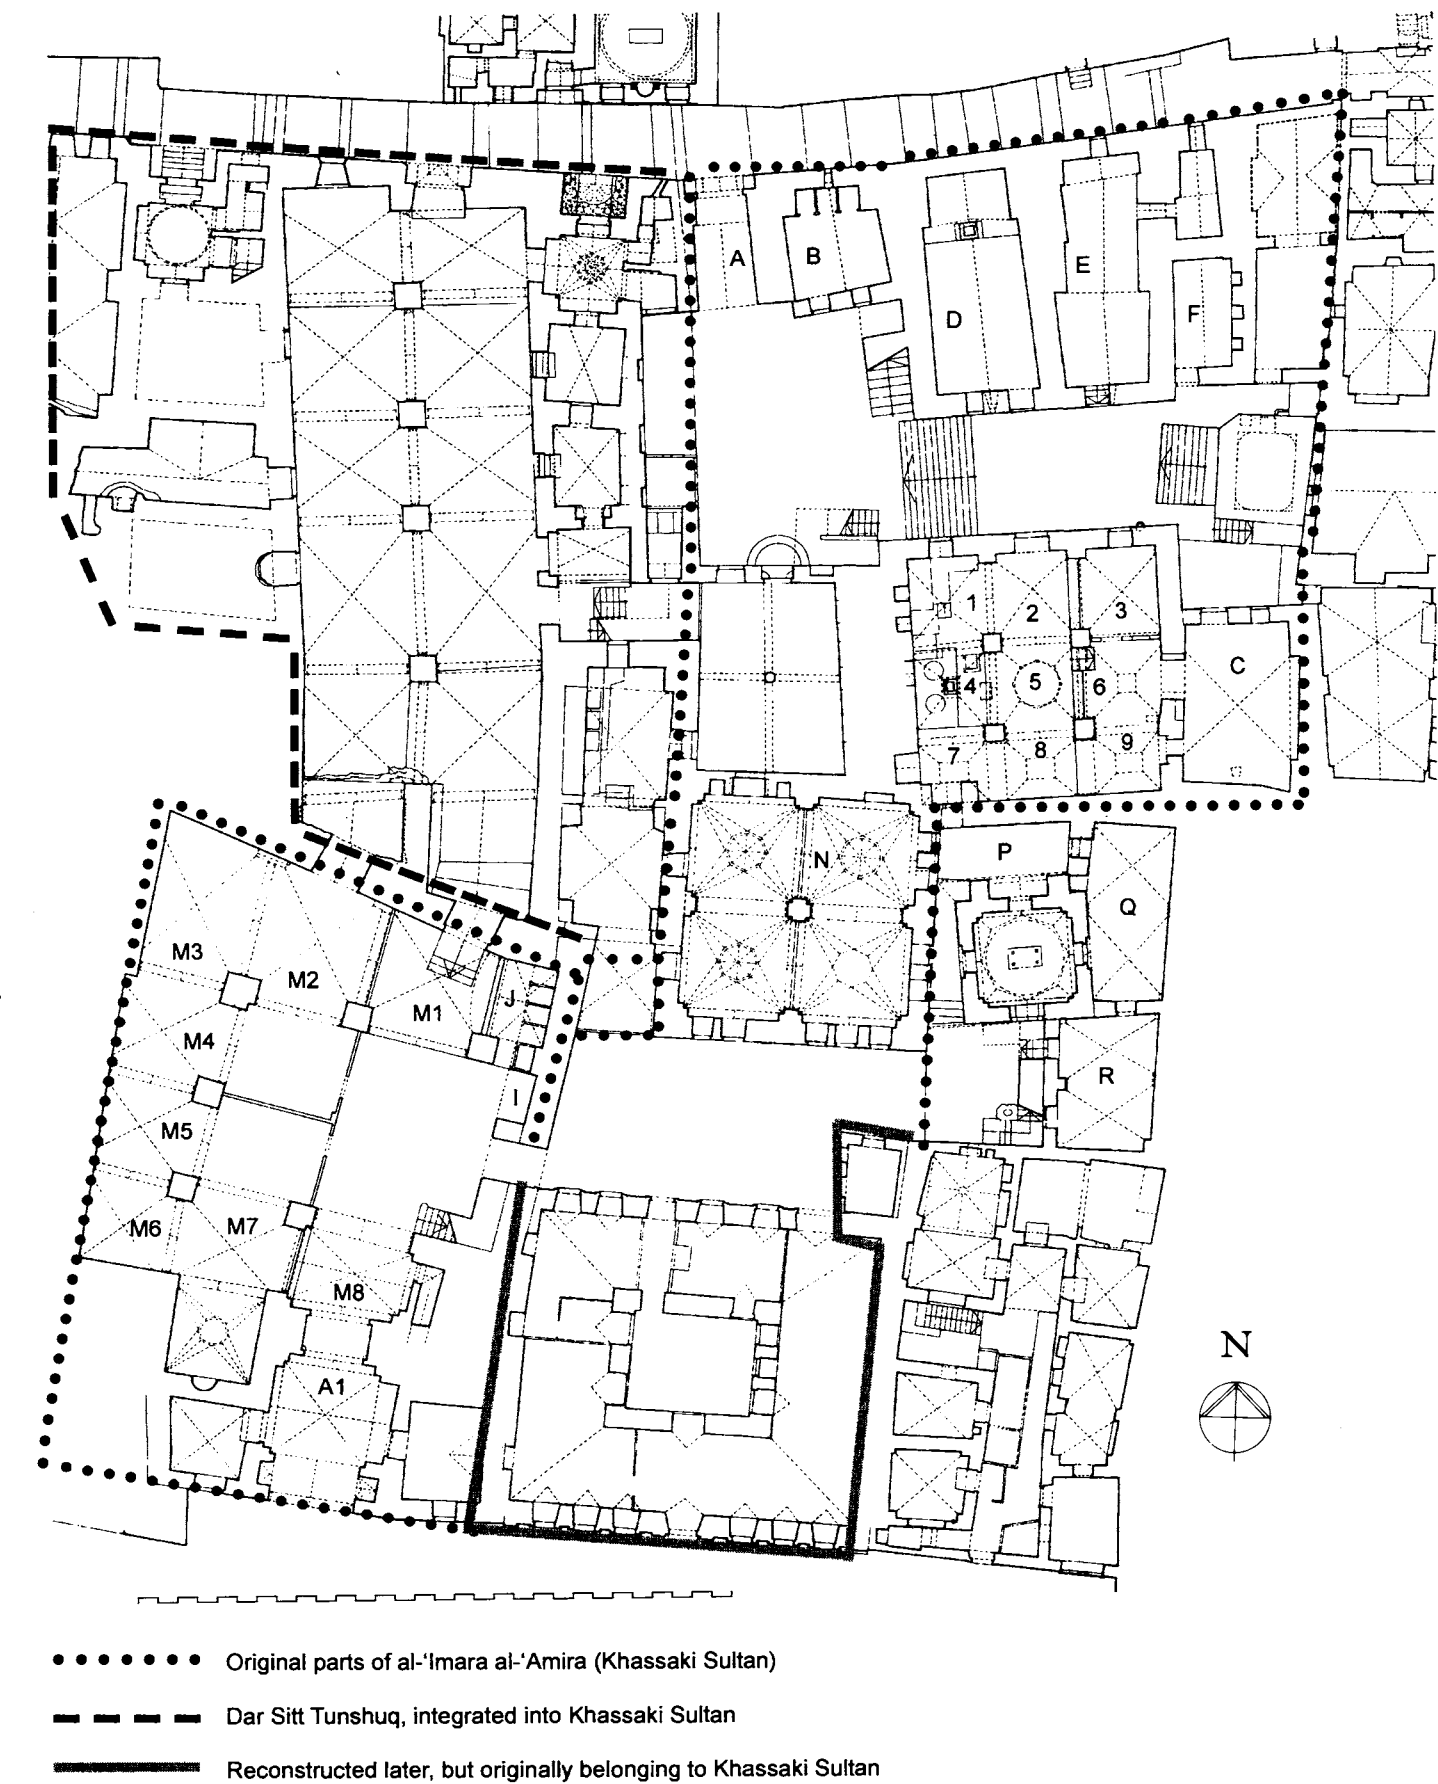 A
B
D
E
F
1
2
3
4
5
6
C
7
8
9
N
P
Q
M3
M2
M1
J
M4
R
I
M5
M6
M7
M8
A1
N
Original parts of al-‘Imara al-‘Amira (Khassaki Sultan)
Dar Sitt Tunshuq, integrated into Khassaki Sultan
Reconstructed later, but originally belonging to Khassaki Sultan